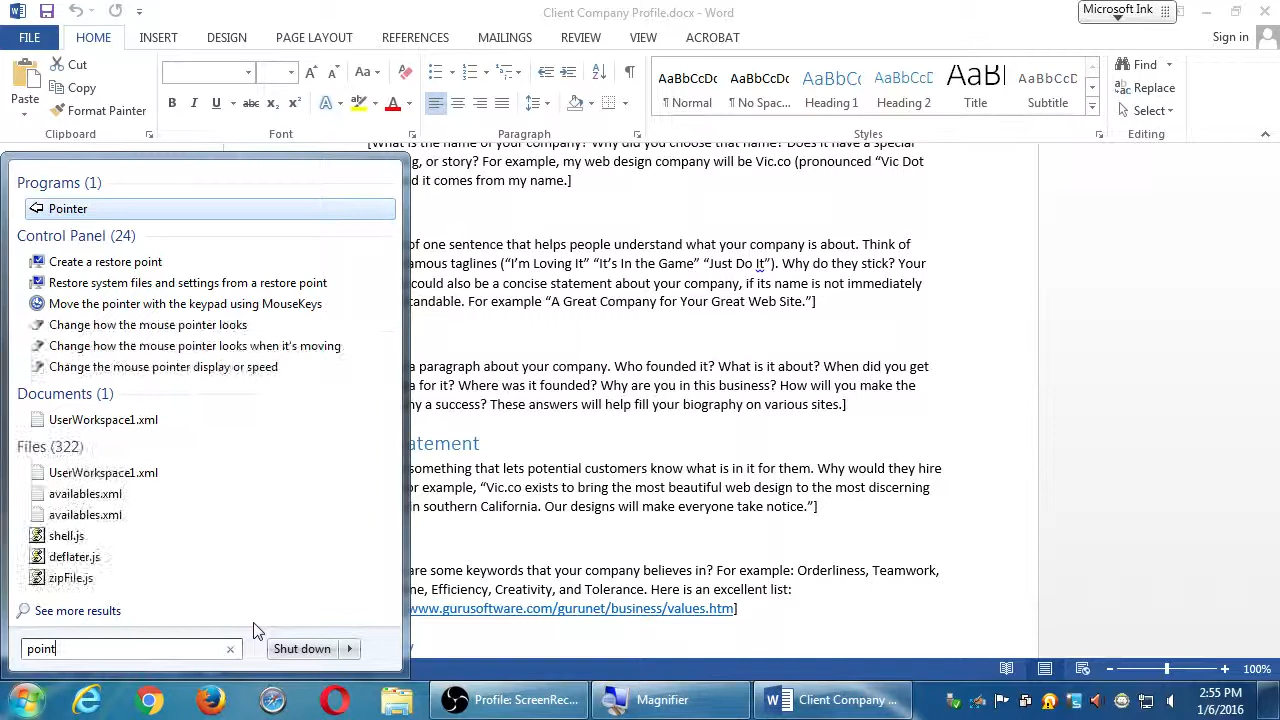 Client Company Profile.docx - Word
Microsoft Ink
FILE
HOME
INSERT
DESIGN
PAGE LAYOUT
REFERENCES
MAILINGS
REVIEW
VIEW
ACROBAT
Sign in
Paste
Cut
Copy
Format Painter
Clipboard
B I U abc x₂ x²
Aa
Font
Paragraph
AaBbCcDc
¶ Normal
AaBbCcDc
¶ No Spac...
AaBbCc
Heading 1
AaBbCcD
Heading 2
AaB
Title
AaBbCcD
Subtitle
Styles
Find
Replace
Select
Editing
[What is the name of your company? Why did you choose that name? Does it have a special
g, or story? For example, my web design company will be Vic.co (pronounced “Vic Dot
d it comes from my name.]
of one sentence that helps people understand what your company is about. Think of
amous taglines (“I’m Loving It” “It’s In the Game” “Just Do It”). Why do they stick? Your
could also be a concise statement about your company, if its name is not immediately
tandable. For example “A Great Company for Your Great Web Site.”]
a paragraph about your company. Who founded it? What is it about? When did you get
a for it? Where was it founded? Why are you in this business? How will you make the
ny a success? These answers will help fill your biography on various sites.]
atement
something that lets potential customers know what is in it for them. Why would they hire
or example, “Vic.co exists to bring the most beautiful web design to the most discerning
in southern California. Our designs will make everyone take notice.”]
are some keywords that your company believes in? For example: Orderliness, Teamwork,
ne, Efficiency, Creativity, and Tolerance. Here is an excellent list:
www.gurusoftware.com/gurunet/business/values.htm]
Programs (1)
Pointer
Control Panel (24)
Create a restore point
Restore system files and settings from a restore point
Move the pointer with the keypad using MouseKeys
Change how the mouse pointer looks
Change how the mouse pointer looks when it's moving
Change the mouse pointer display or speed
Documents (1)
UserWorkspace1.xml
Files (322)
UserWorkspace1.xml
availables.xml
availables.xml
shell.js
deflater.js
zipFile.js
See more results
point
Shut down
100%
Profile: ScreenRec...
Magnifier
Client Company ...
2:55 PM
1/6/2016